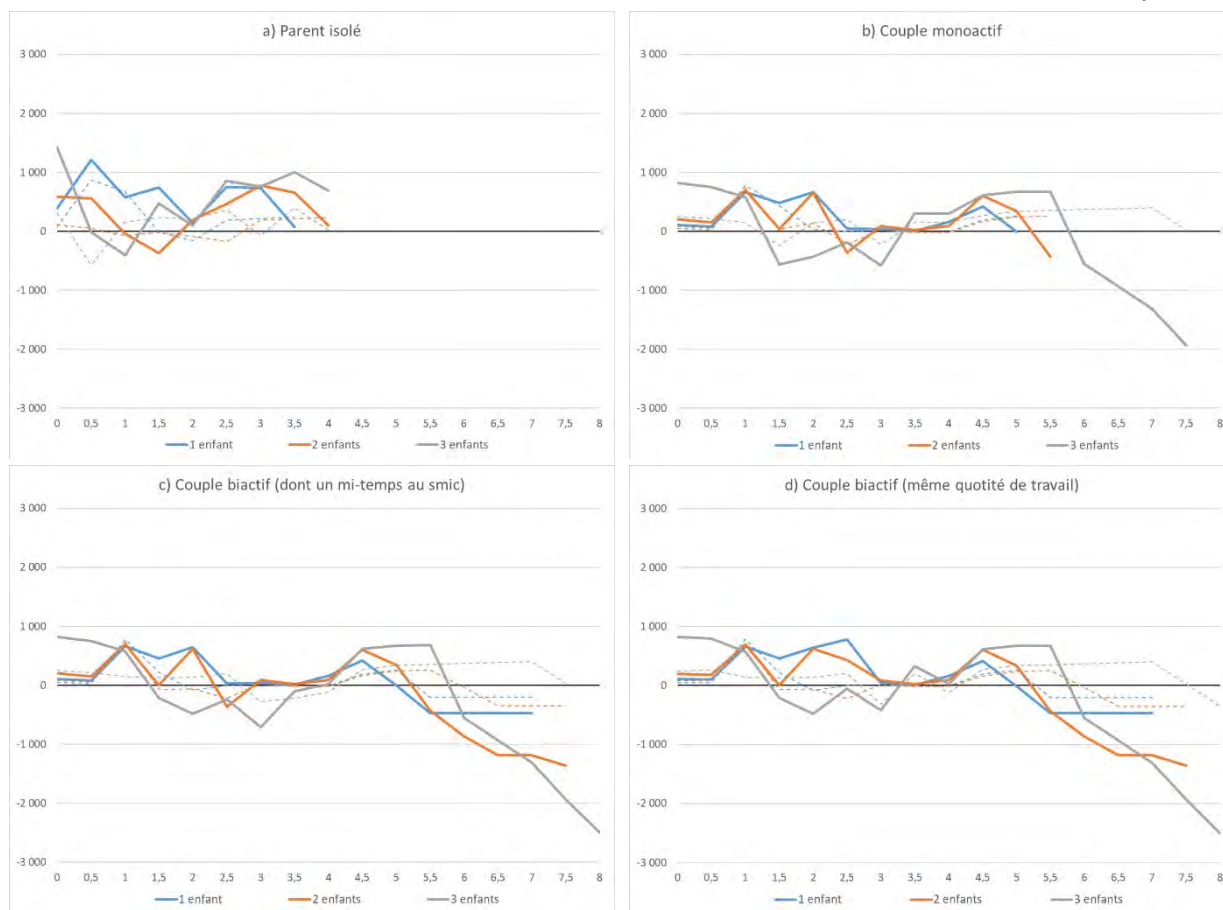 a) Parent isolé
3 000
2 000
1 000
0
-1 000
-2 000
-3 000
0 0,5 1 1,5 2 2,5 3 3,5 4 4,5 5 5,5 6 6,5 7 7,5 8
1 enfant 2 enfants 3 enfants
b) Couple monoactif
3 000
2 000
1 000
0
-1 000
-2 000
-3 000
0 0,5 1 1,5 2 2,5 3 3,5 4 4,5 5 5,5 6 6,5 7 7,5 8
1 enfant 2 enfants 3 enfants
c) Couple biactif (dont un mi-temps au smic)
3 000
2 000
1 000
0
-1 000
-2 000
-3 000
0 0,5 1 1,5 2 2,5 3 3,5 4 4,5 5 5,5 6 6,5 7 7,5 8
1 enfant 2 enfants 3 enfants
d) Couple biactif (même quotité de travail)
3 000
2 000
1 000
0
-1 000
-2 000
-3 000
0 0,5 1 1,5 2 2,5 3 3,5 4 4,5 5 5,5 6 6,5 7 7,5 8
1 enfant 2 enfants 3 enfants